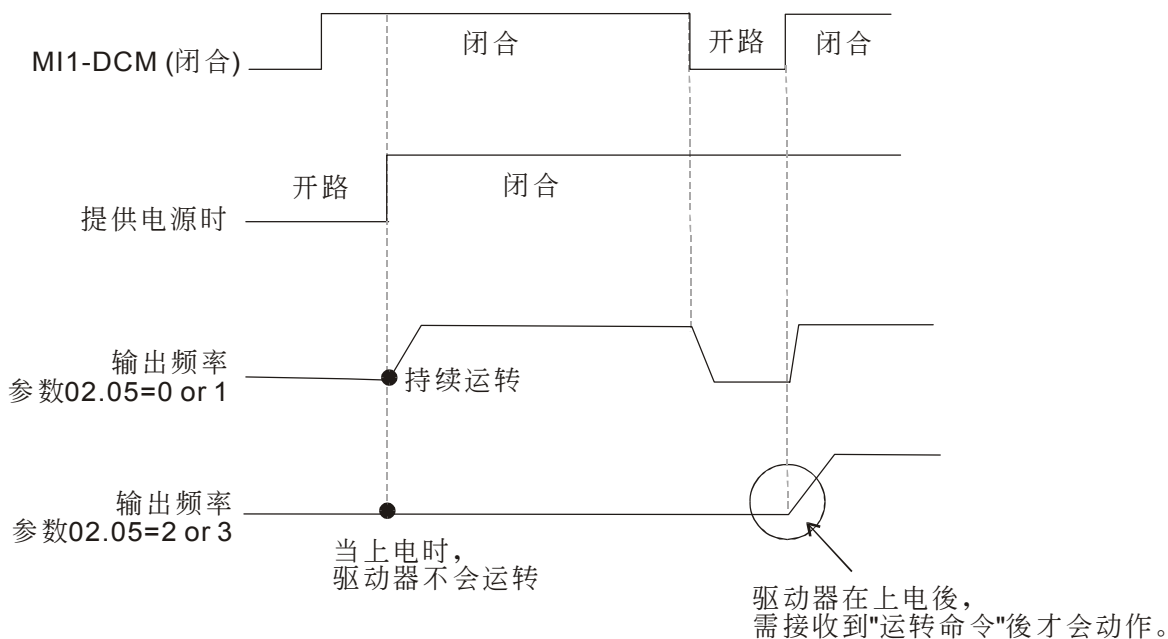 闭合
开路
闭合
MI1-DCM (闭合)
开路
闭合
提供电源时
输出频率
参数02.05=0 or 1
持续运转
输出频率
参数02.05=2 or 3
当上电时，
驱动器不会运转
驱动器在上电後，
需接收到"运转命令"後才会动作。